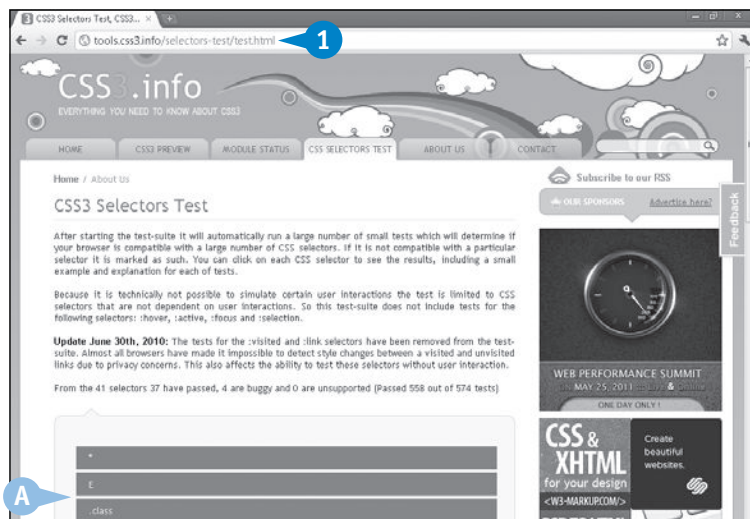 CSS3 Selectors Test, CSS3...
tools.css3.info/selectors-test/test.html
1
CSS3.info
EVERYTHING YOU NEED TO KNOW ABOUT CSS3
HOME
CSS3 PREVIEW
MODULE STATUS
CSS SELECTORS TEST
ABOUT US
CONTACT
Home / About Us
CSS3 Selectors Test
After starting the test-suite it will automatically run a large number of small tests which will determine if
your browser is compatible with a large number of CSS selectors. If it is not compatible with a particular
selector it is marked as such. You can click on each CSS selector to see the results, including a small
example and explanation for each of tests.
Because it is technically not possible to simulate certain user interactions the test is limited to CSS
selectors that are not dependent on user interactions. So this test-suite does not include tests for the
following selectors: :hover, :active, :focus and :selection.
Update June 30th, 2010: The tests for the :visited and :link selectors have been removed from the test-
suite. Almost all browsers have made it impossible to detect style changes between a visited and unvisited
links due to privacy concerns. This also affects the ability to test these selectors without user interaction.
From the 41 selectors 37 have passed, 4 are buggy and 0 are unsupported (Passed 558 out of 574 tests)
*
E
.class
A
Subscribe to our RSS
OUR SPONSORS
Advertise here?
Feedback
WEB PERFORMANCE SUMMIT
ON MAY 25, 2011 :: Live & Online
ONE DAY ONLY!
CSS &
XHTML
for your design
<W3-MARKUP.COM/>
Create
beautiful
websites.